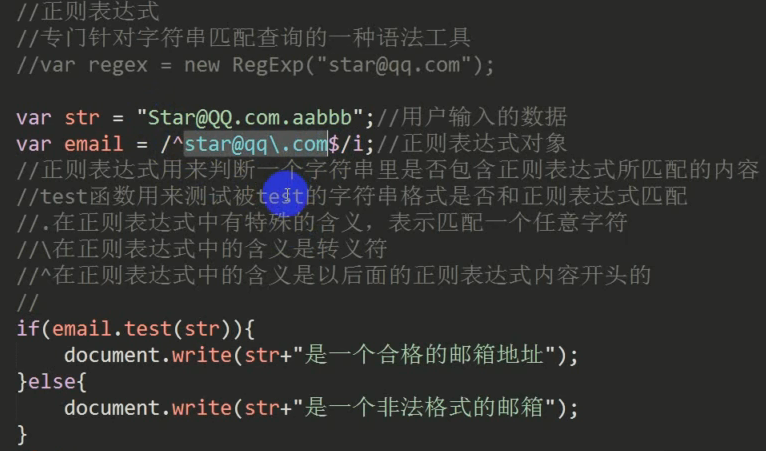 //正则表达式
//专门针对字符串匹配查询的一种语法工具
//var regex = new RegExp("star@qq.com");
var str = "Star@QQ.com.aabbb";//用户输入的数据
var email = /^star@qq\.com$/i;//正则表达式对象
//正则表达式用来判断一个字符串里是否包含正则表达式所匹配的内容
//test函数用来测试被test的字符串格式是否和正则表达式匹配
//.在正则表达式中有特殊的含义，表示匹配一个任意字符
//\在正则表达式中的含义是转义符
//^在正则表达式中的含义是以后面的正则表达式内容开头的
//
if(email.test(str)){
    document.write(str+"是一个合格的邮箱地址");
}else{
    document.write(str+"是一个非法格式的邮箱");
}